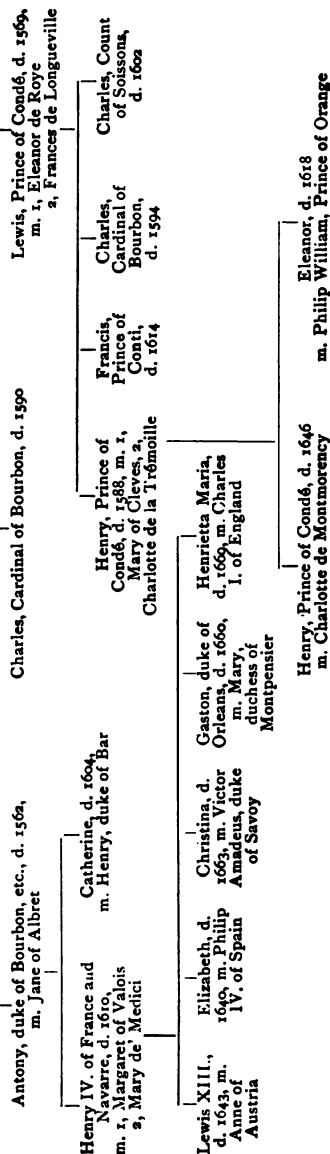 Antony, duke of Bourbon, etc., d. 1562,
m. Jane of Albret
Charles, Cardinal of Bourbon, d. 1590
Lewis, Prince of Condé, d. 1569,
m. 1, Eleanor de Roye
2, Frances de Longueville
Henry IV. of France and
Navarre, d. 1610,
m. 1, Margaret of Valois
2, Mary de' Medici
Catherine, d. 1604,
m. Henry, duke of Bar
Henry, Prince of
Condé, d. 1588, m. 1,
Mary of Cleves, 2,
Charlotte de la Trémoille
Francis,
Prince of
Conti,
d. 1614
Charles,
Cardinal of
Bourbon,
d. 1594
Charles, Count
of Soissons,
d. 1602
Lewis XIII.,
d. 1643, m.
Anne of
Austria
Elizabeth, d.
1640, m. Philip
IV. of Spain
Christina, d.
1663, m. Victor
Amadeus, duke
of Savoy
Gaston, duke of
Orleans, d. 1660,
m. Mary,
duchess of
Montpensier
Henrietta Maria,
d. 1669, m. Charles
I. of England
Henry, Prince of Condé, d. 1646
m. Charlotte de Montmorency
Eleanor, d. 1618
m. Philip William, Prince of Orange